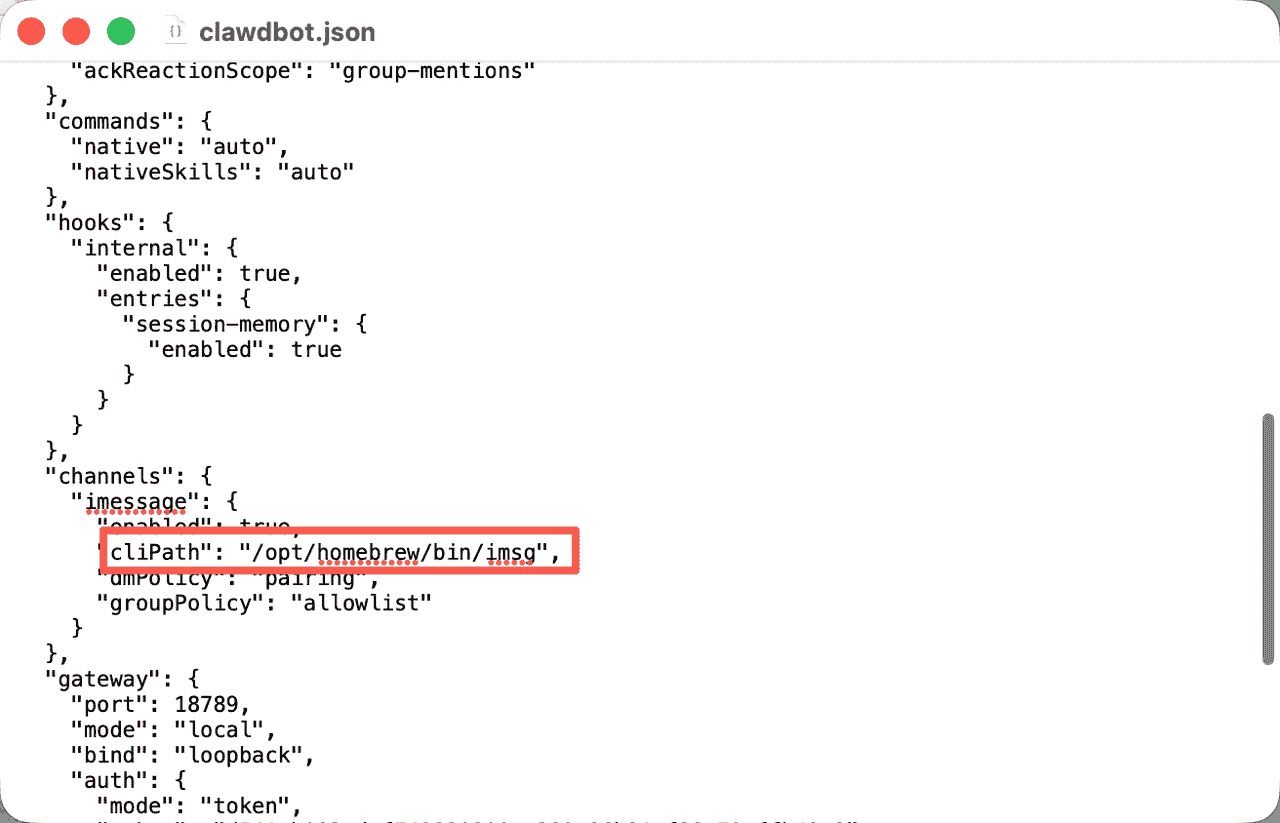 clawdbot.json
"ackReactionScope": "group-mentions"
},
"commands": {
"native": "auto",
"nativeSkills": "auto"
},
"hooks": {
"internal": {
"enabled": true,
"entries": {
"session-memory": {
"enabled": true
}
}
}
},
"channels": {
"imessage": {
"enabled": true,
"cliPath": "/opt/homebrew/bin/imsg",
"dmPolicy": "pairing",
"groupPolicy": "allowlist"
}
},
"gateway": {
"port": 18789,
"mode": "local",
"bind": "loopback",
"auth": {
"mode": "token",